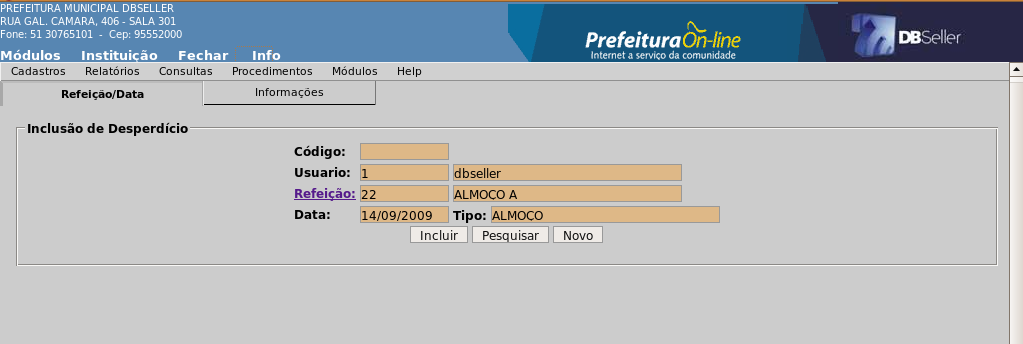 PREFEITURA MUNICIPAL DBSELLER
RUA GAL. CAMARA, 406 - SALA 301
Fone: 51 30765101 - Cep: 95552000
PrefeituraOn-line
Internet a serviço da comunidade
DBSeller
Módulos Instituição Fechar Info
Cadastros Relatórios Consultas Procedimentos Módulos Help
Refeição/Data Informações
Inclusão de Desperdício
Código:
Usuario: 1 dbseller
Refeição: 22 ALMOCO A
Data: 14/09/2009 Tipo: ALMOCO
Incluir Pesquisar Novo